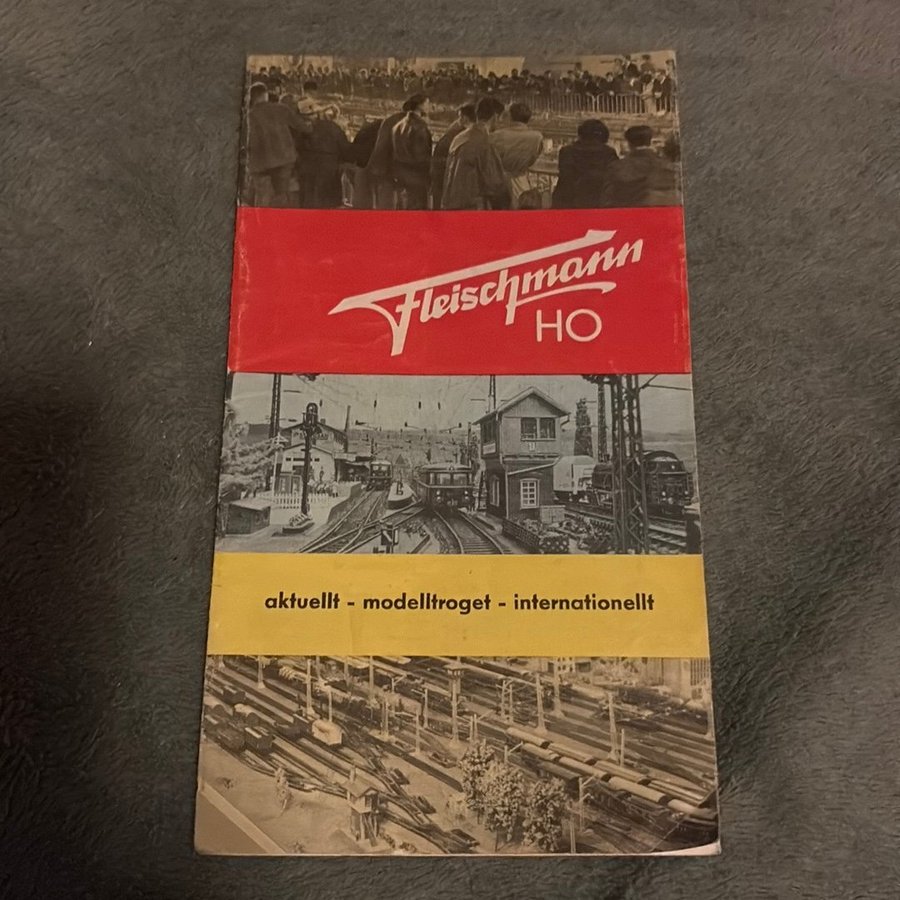 Fleischmann
HO
aktuellt - modelltroget - internationellt